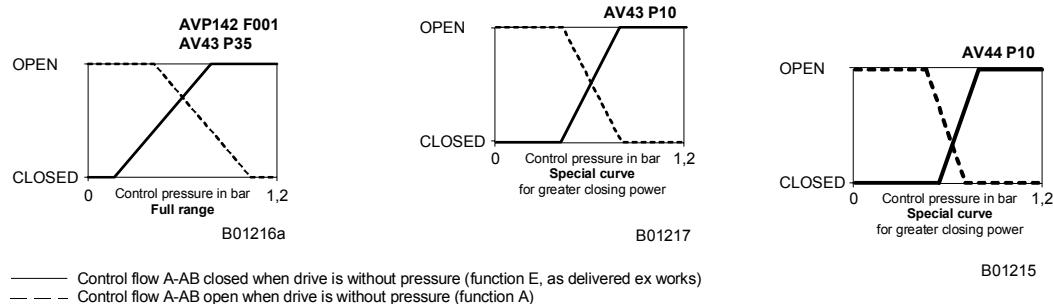 AVP142 F001
AV43 P35
OPEN
CLOSED
0
Control pressure in bar
1,2
Full range
B01216a
AV43 P10
OPEN
CLOSED
0
Control pressure in bar
1,2
Special curve
for greater closing power
B01217
AV44 P10
OPEN
CLOSED
0
Control pressure in bar
1,2
Special curve
for greater closing power
B01215
Control flow A-AB closed when drive is without pressure (function E, as delivered ex works)
Control flow A-AB open when drive is without pressure (function A)